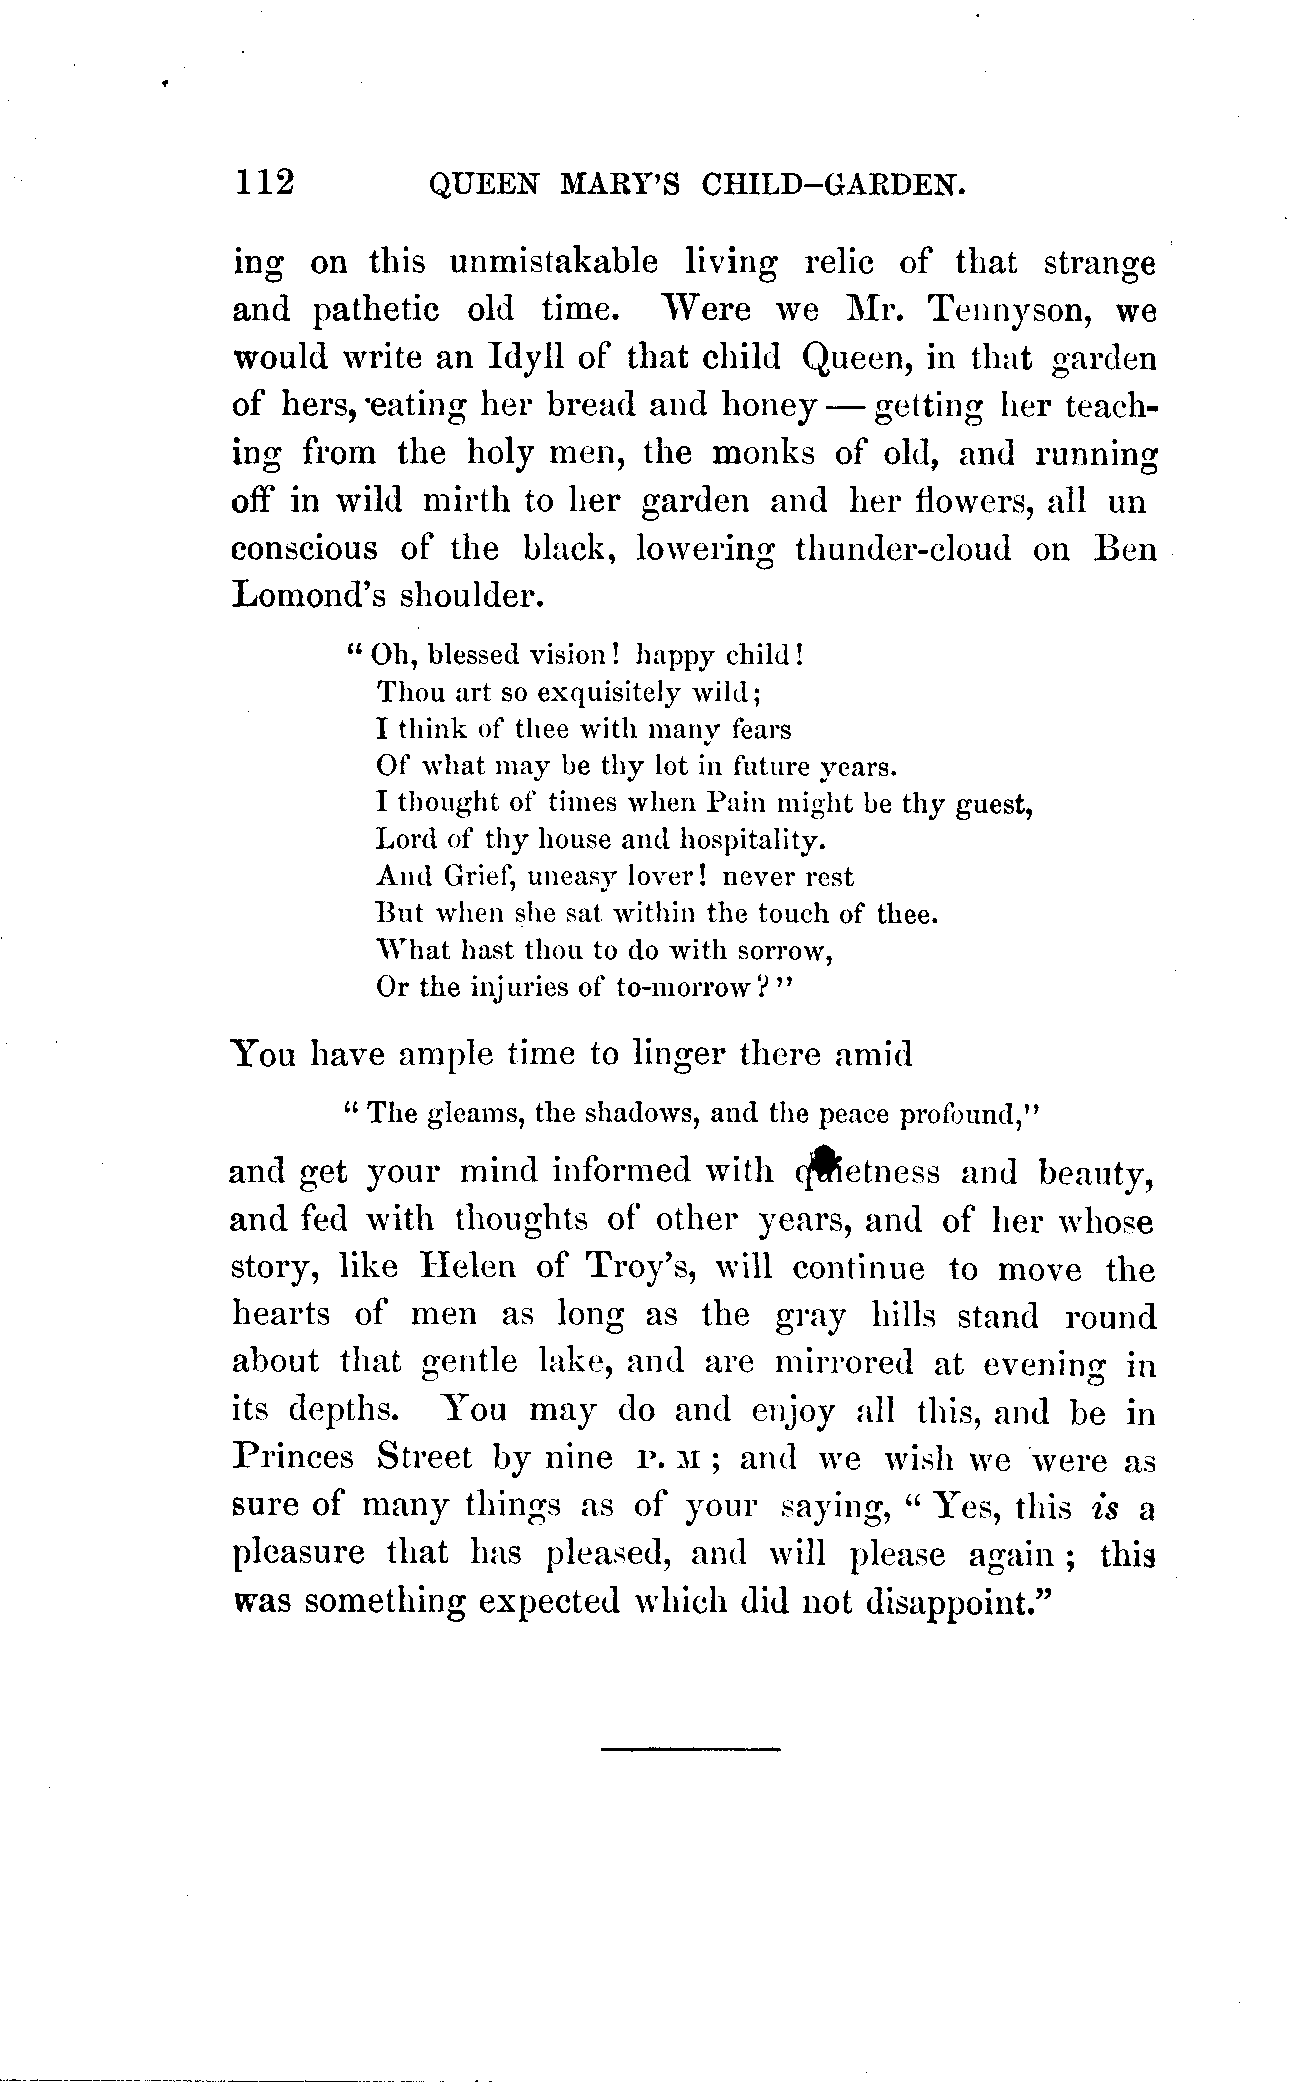 112 QUEEN MARY'S CHILD-GARDEN.
ing on this unmistakable living relic of that strange
and pathetic old time. Were we Mr. Tennyson, we
would write an Idyll of that child Queen, in that garden
of hers, eating her bread and honey — getting her teach-
ing from the holy men, the monks of old, and running
off in wild mirth to her garden and her flowers, all un
conscious of the black, lowering thunder-cloud on Ben
Lomond's shoulder.
" Oh, blessed vision! happy child!
Thou art so exquisitely wild;
I think of thee with many fears
Of what may be thy lot in future years.
I thought of times when Pain might be thy guest,
Lord of thy house and hospitality.
And Grief, uneasy lover! never rest
But when she sat within the touch of thee.
What hast thou to do with sorrow,
Or the injuries of to-morrow?"
You have ample time to linger there amid
" The gleams, the shadows, and the peace profound,"
and get your mind informed with quietness and beauty,
and fed with thoughts of other years, and of her whose
story, like Helen of Troy's, will continue to move the
hearts of men as long as the gray hills stand round
about that gentle lake, and are mirrored at evening in
its depths. You may do and enjoy all this, and be in
Princes Street by nine P. M ; and we wish we were as
sure of many things as of your saying, " Yes, this is a
pleasure that has pleased, and will please again ; this
was something expected which did not disappoint."